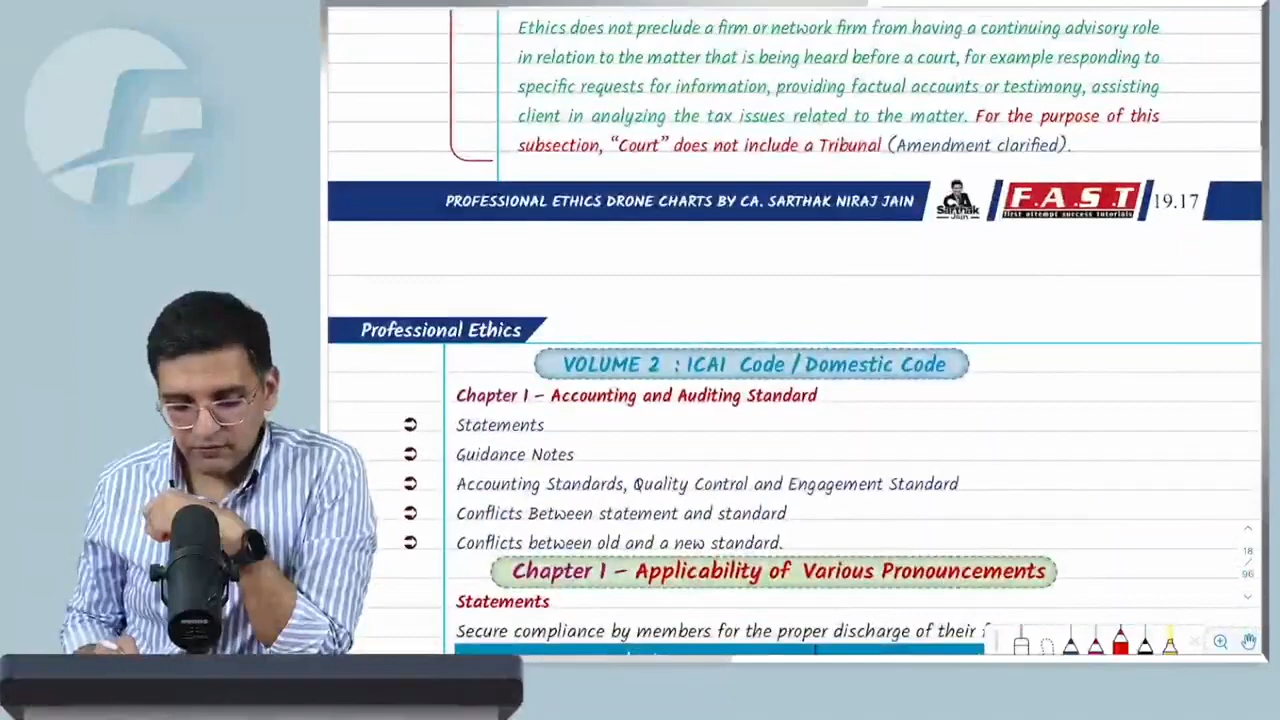 Ethics does not preclude a firm or network firm from having a continuing advisory role
in relation to the matter that is being heard before a court, for example responding to
specific requests for information, providing factual accounts or testimony, assisting
client in analyzing the tax issues related to the matter. For the purpose of this
subsection, “Court” does not include a Tribunal (Amendment clarified).
PROFESSIONAL ETHICS DRONE CHARTS BY CA. SARTHAK NIRAJ JAIN
Sarthak
Jain
F.A.S.T
first attempt success tutorials
19.17
Professional Ethics
VOLUME 2 : ICAI Code / Domestic Code
Chapter 1 – Accounting and Auditing Standard
Statements
Guidance Notes
Accounting Standards, Quality Control and Engagement Standard
Conflicts Between statement and standard
Conflicts between old and a new standard.
18
/
96
Chapter 1 – Applicability of Various Pronouncements
Statements
Secure compliance by members for the proper discharge of their